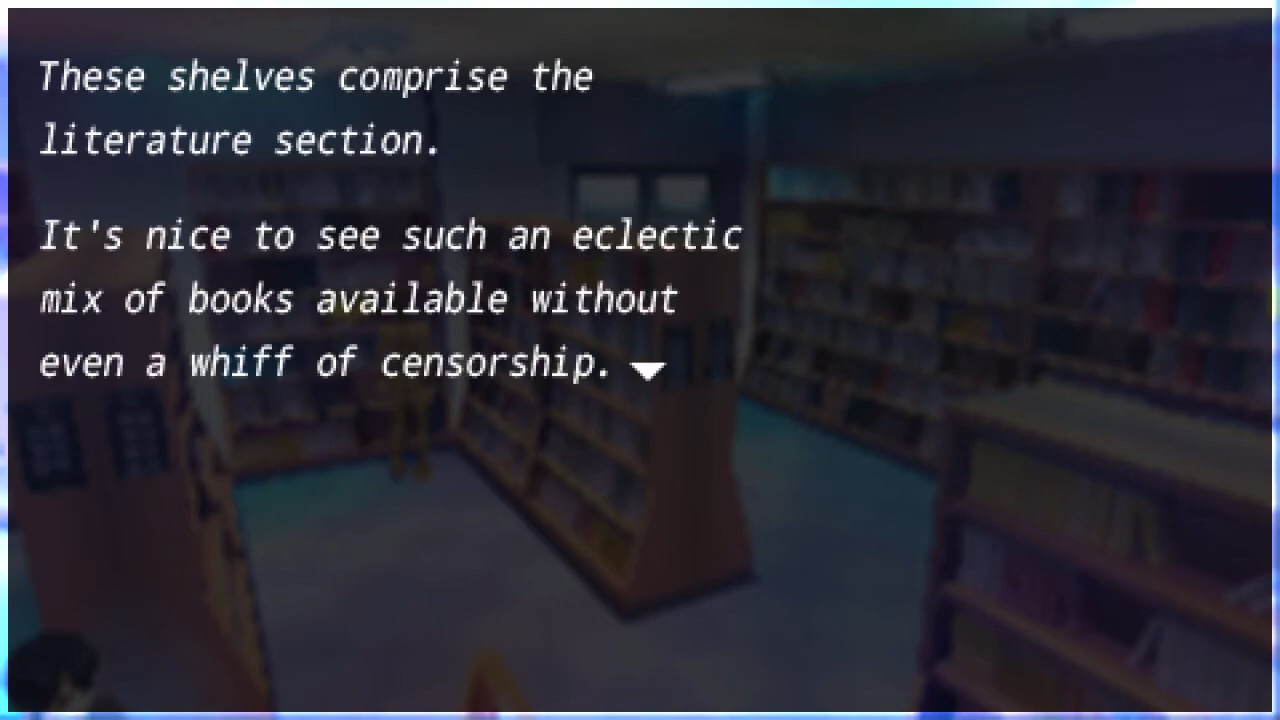 These shelves comprise the
literature section.
It's nice to see such an eclectic
mix of books available without
even a whiff of censorship.